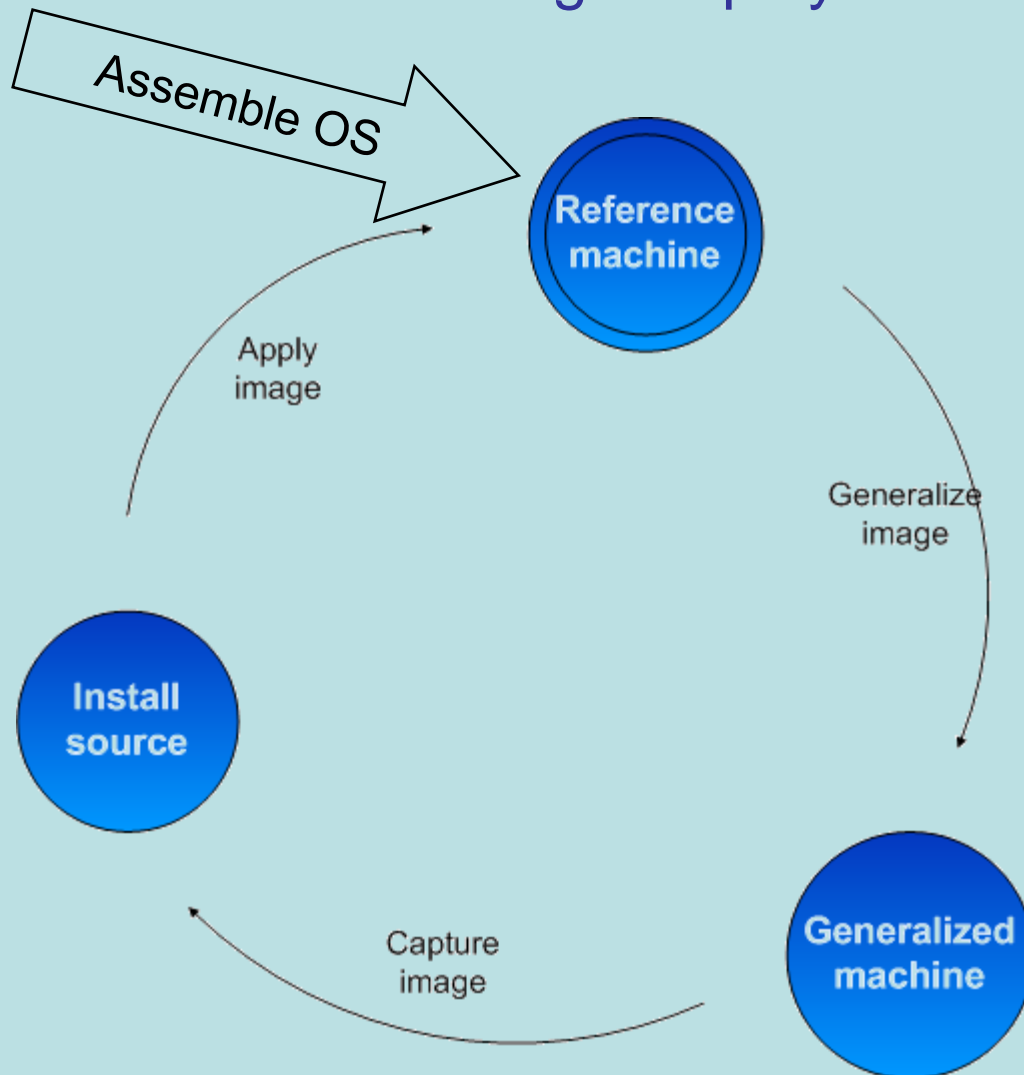 Assemble OS
Reference
machine
Apply
image
Generalize
image
Install
source
Generalized
machine
Capture
image